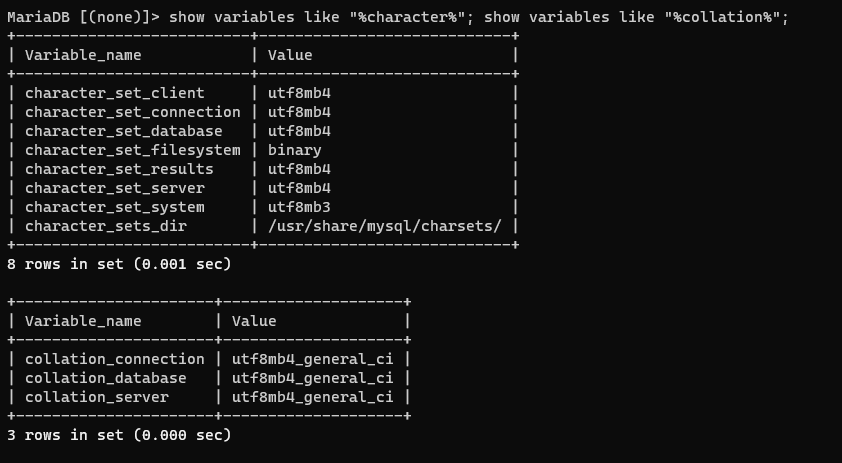 MariaDB [(none)]> show variables like "%character%"; show variables like "%collation%";
+--------------------------+----------------------------+
| Variable_name            | Value                      |
+--------------------------+----------------------------+
| character_set_client     | utf8mb4                    |
| character_set_connection | utf8mb4                    |
| character_set_database   | utf8mb4                    |
| character_set_filesystem | binary                     |
| character_set_results    | utf8mb4                    |
| character_set_server     | utf8mb4                    |
| character_set_system     | utf8mb3                    |
| character_sets_dir       | /usr/share/mysql/charsets/ |
+--------------------------+----------------------------+
8 rows in set (0.001 sec)

+----------------------+--------------------+
| Variable_name        | Value              |
+----------------------+--------------------+
| collation_connection | utf8mb4_general_ci |
| collation_database   | utf8mb4_general_ci |
| collation_server     | utf8mb4_general_ci |
+----------------------+--------------------+
3 rows in set (0.000 sec)